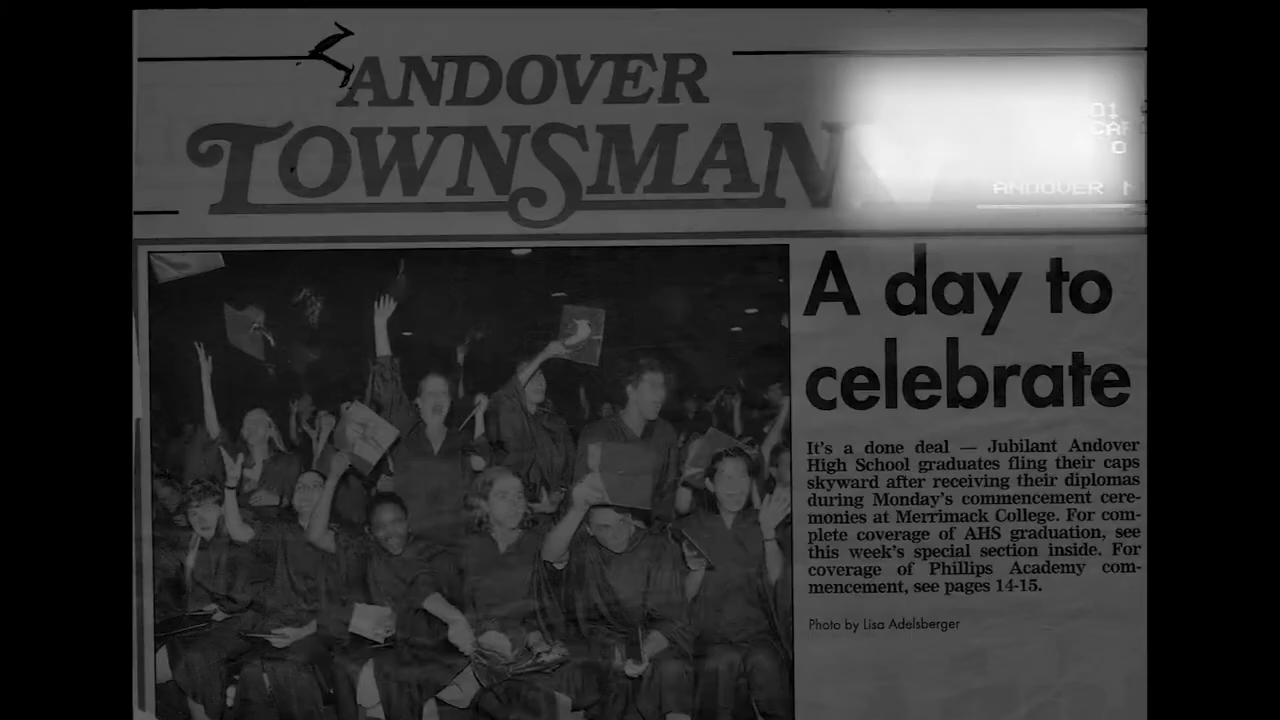 ANDOVER
TOWNSMAN
01
ANDOVER
A day to
celebrate
It's a done deal — Jubilant Andover
High School graduates fling their caps
skyward after receiving their diplomas
during Monday's commencement cere-
monies at Merrimack College. For com-
plete coverage of AHS graduation, see
this week's special section inside. For
coverage of Phillips Academy com-
mencement, see pages 14-15.
Photo by Lisa Adelsberger